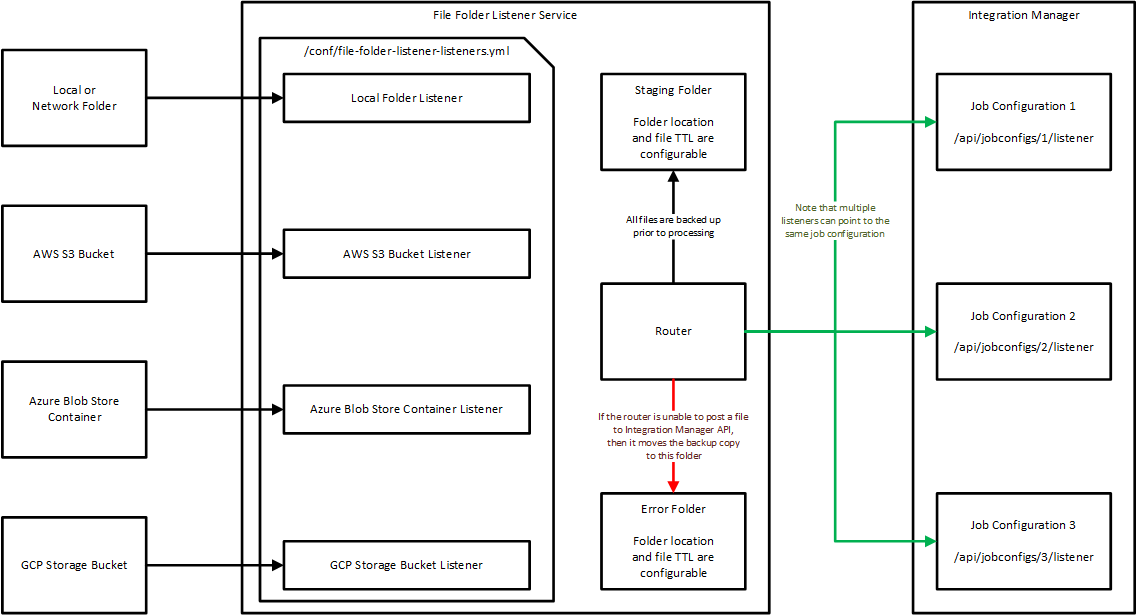 File Folder Listener Service
Integration Manager
/conf/file-folder-listener-listeners.yml
Local or
Network Folder
Local Folder Listener
Staging Folder
Folder location
and file TTL are
configurable
Job Configuration 1
/api/jobconfigs/1/listener
All files are backed up
prior to processing
Note that multiple
listeners can point to the
same job configuration
AWS S3 Bucket
AWS S3 Bucket Listener
Router
Job Configuration 2
/api/jobconfigs/2/listener
Azure Blob Store
Container
Azure Blob Store Container Listener
If the router is unable to post a file
to Integration Manager API,
then it moves the backup copy
to this folder
Error Folder
Folder location
and file TTL are
configurable
Job Configuration 3
/api/jobconfigs/3/listener
GCP Storage Bucket
GCP Storage Bucket Listener